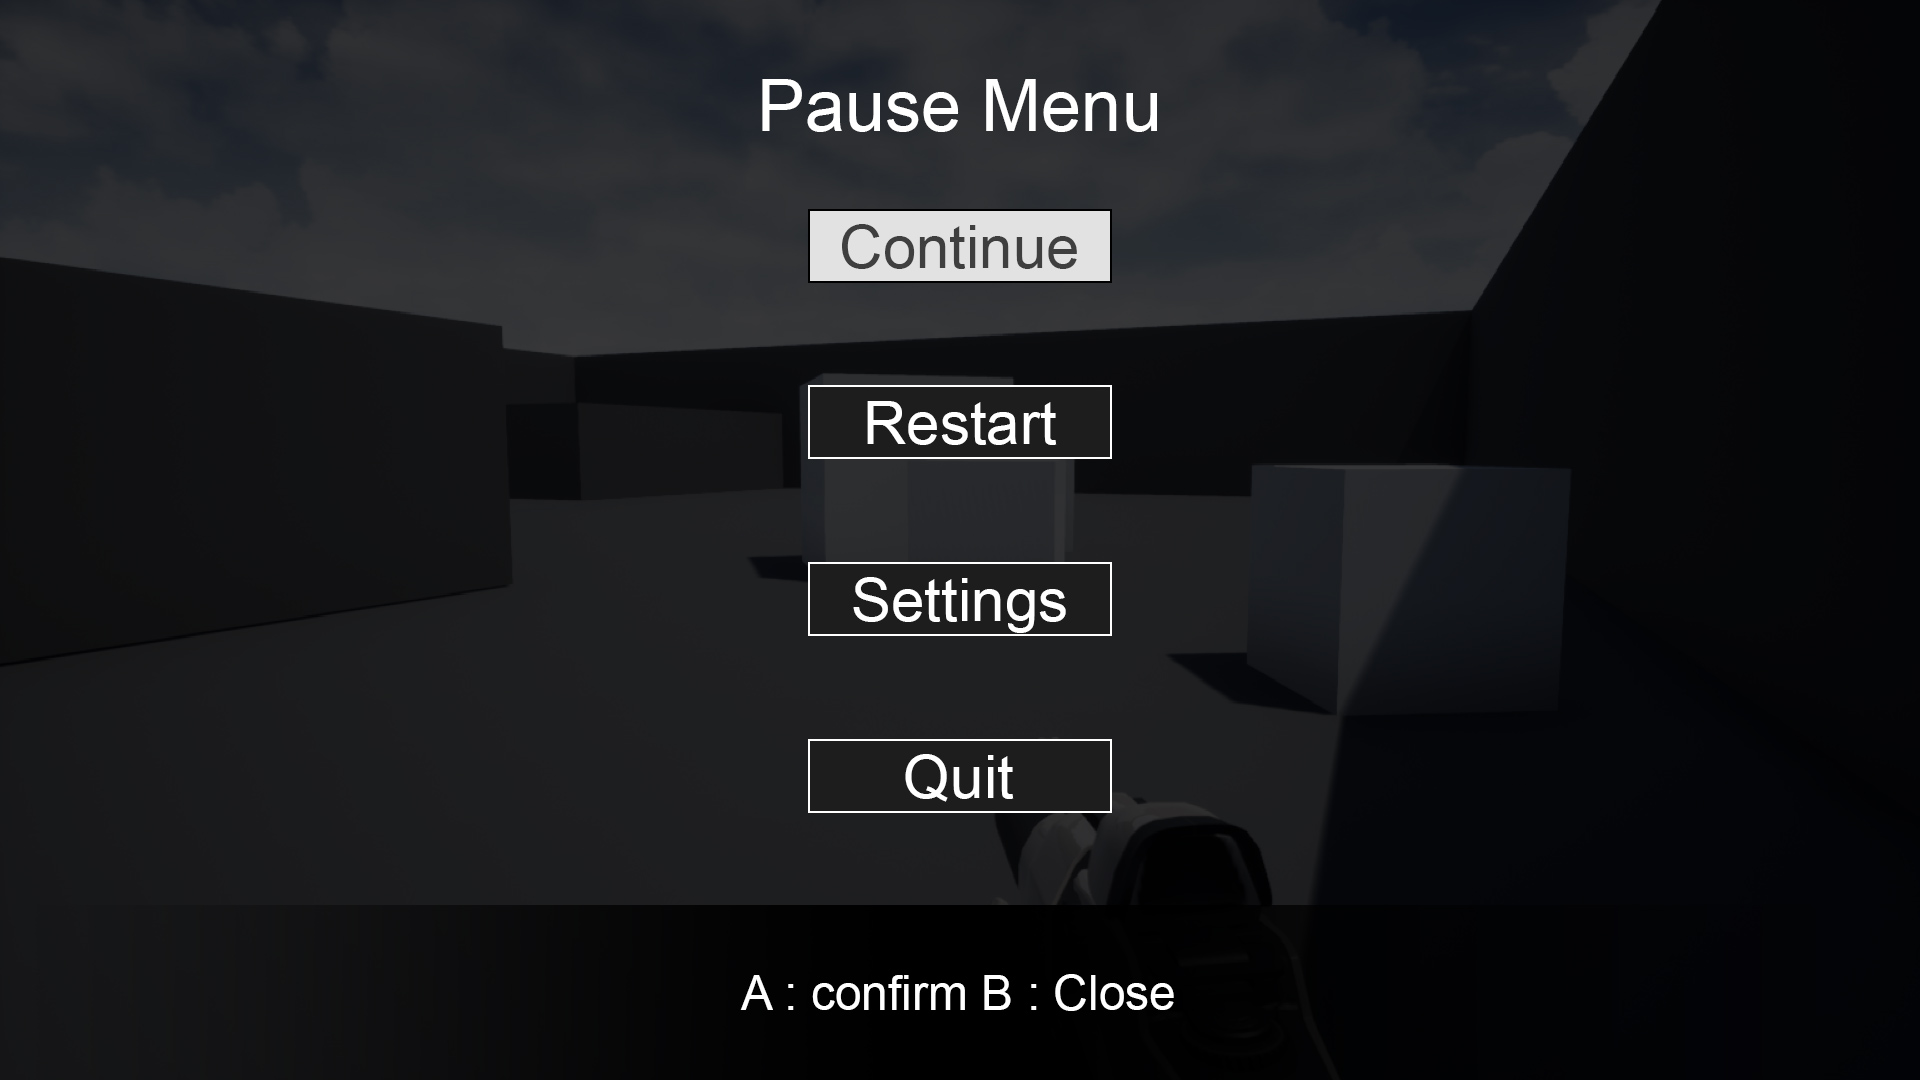 Pause Menu
Continue
Restart
Settings
Quit
A : confirm B : Close